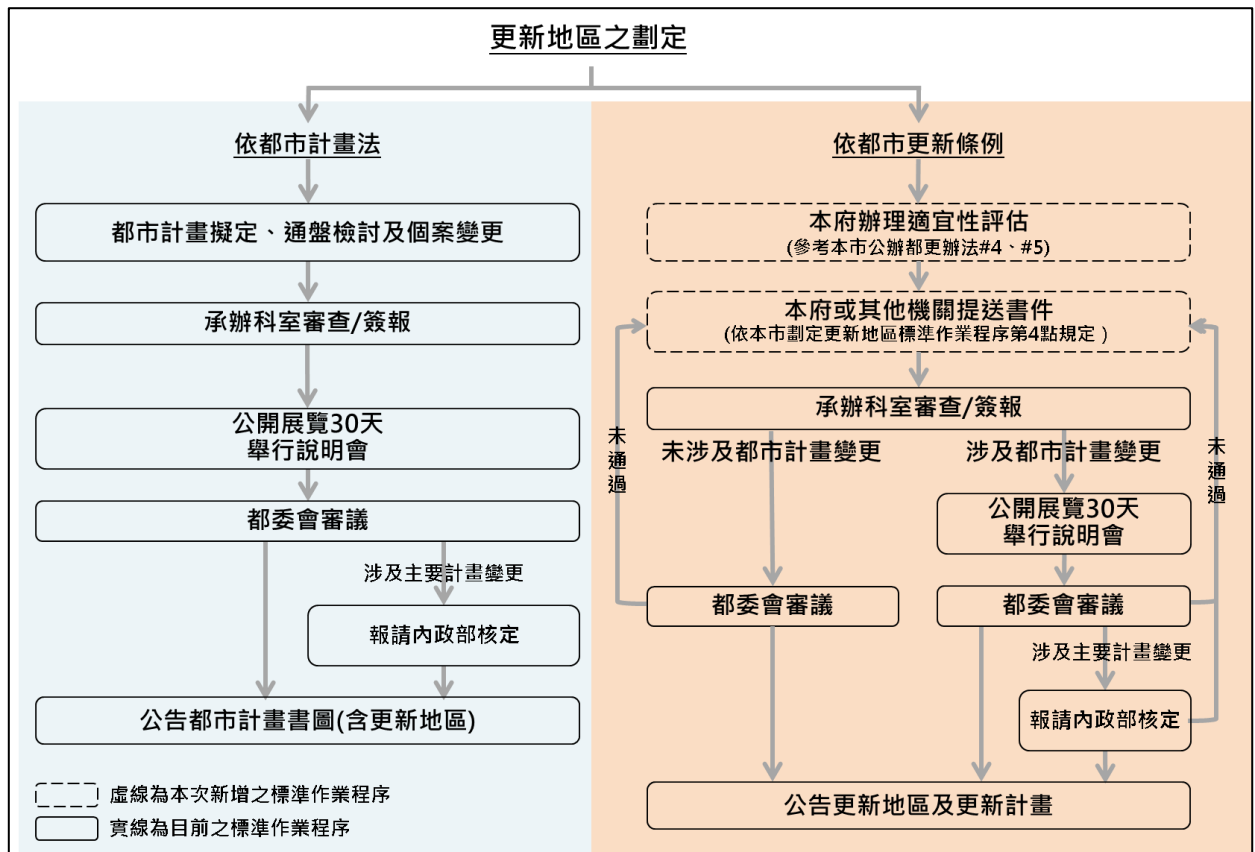 更新地區之劃定
依都市計畫法
都市計畫擬定、通盤檢討及個案變更
承辦科室審查/簽報
公開展覽30天
舉行說明會
都委會審議
涉及主要計畫變更
報請內政部核定
公告都市計畫書圖(含更新地區)
虛線為本次新增之標準作業程序
實線為目前之標準作業程序
依都市更新條例
本府辦理適宜性評估
(參考本市公辦都更辦法#4、#5)
本府或其他機關提送書件
(依本市劃定更新地區標準作業程序第4點規定)
承辦科室審查/簽報
未涉及都市計畫變更
涉及都市計畫變更
未通過
未通過
公開展覽30天
舉行說明會
都委會審議
都委會審議
涉及主要計畫變更
報請內政部核定
公告更新地區及更新計畫